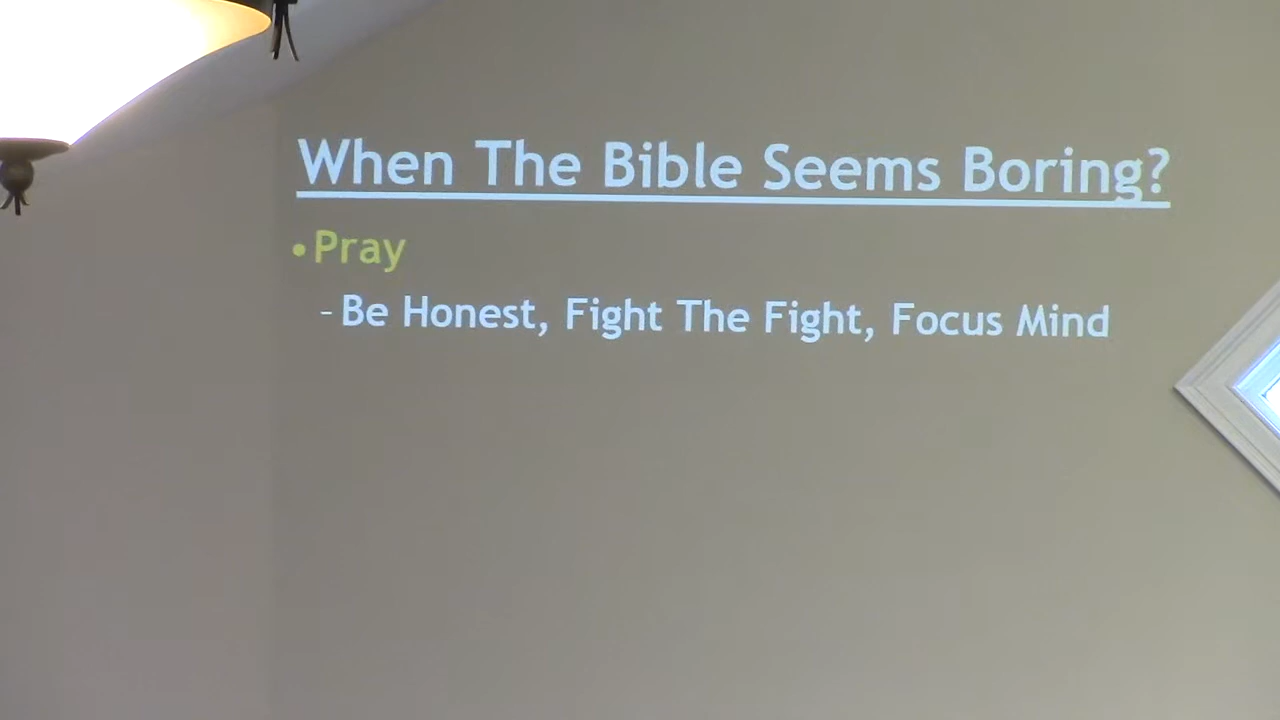 When The Bible Seems Boring?
• Pray
– Be Honest, Fight The Fight, Focus Mind